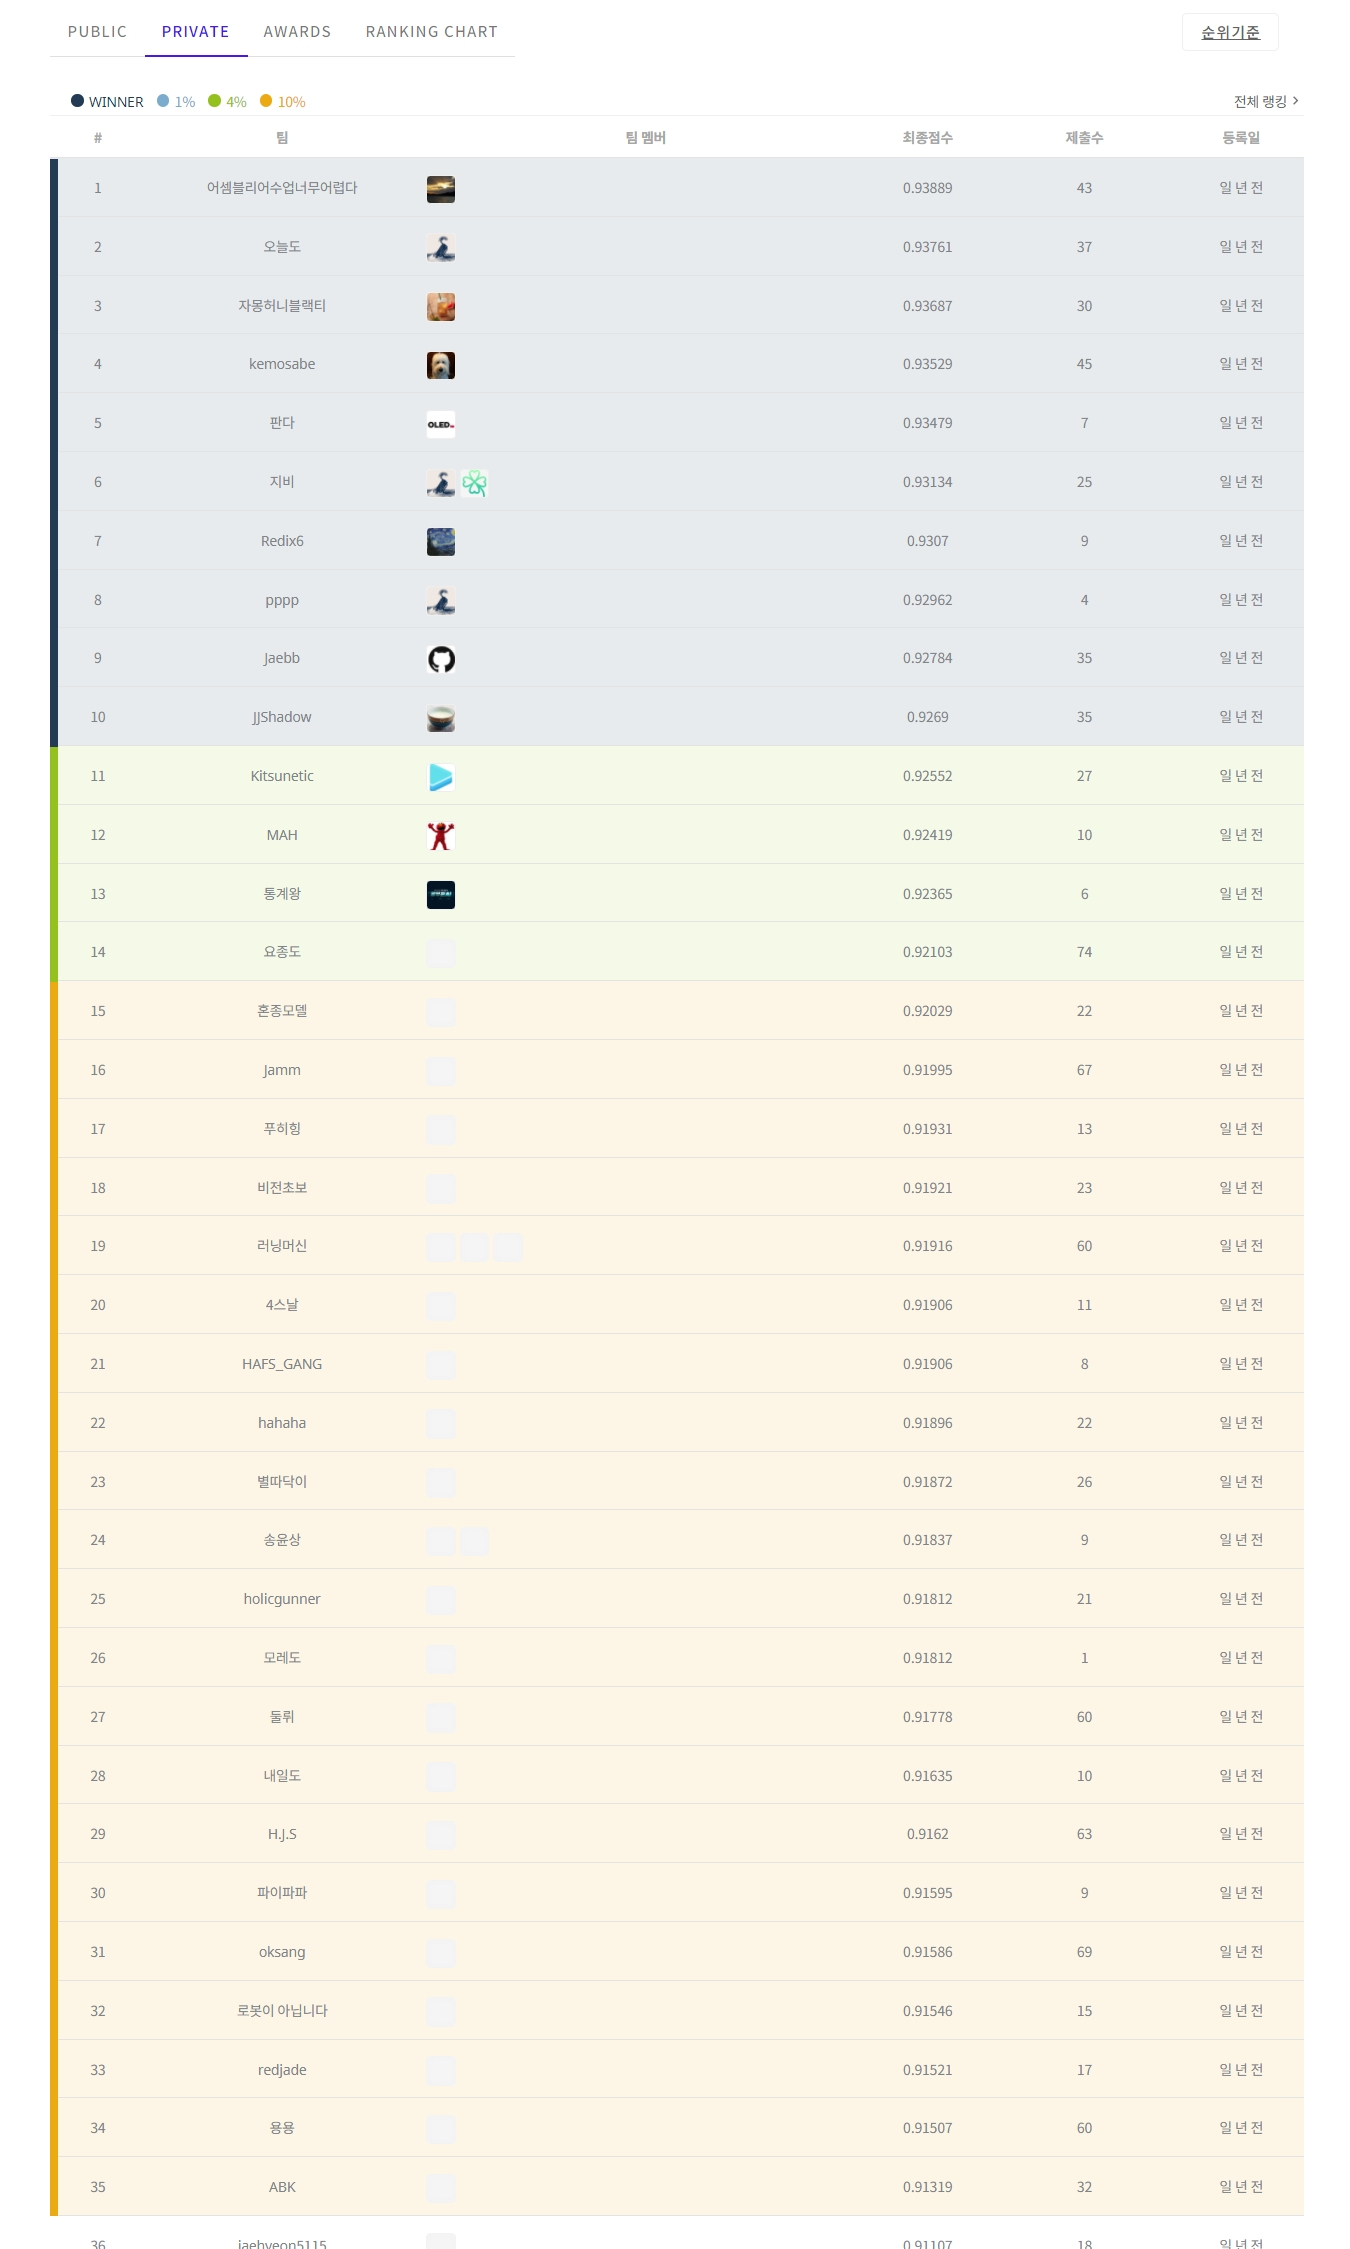 PUBLIC PRIVATE AWARDS RANKING CHART 순위기준
WINNER 1% 4% 10% 전체 랭킹
# 팀 팀 멤버 최종점수 제출수 등록일
1 어셈블리어수업너무어렵다 0.93889 43 일 년 전
2 오늘도 0.93761 37 일 년 전
3 자몽허니블랙티 0.93687 30 일 년 전
4 kemosabe 0.93529 45 일 년 전
5 판다 OLED 0.93479 7 일 년 전
6 지비 0.93134 25 일 년 전
7 Redix6 0.9307 9 일 년 전
8 pppp 0.92962 4 일 년 전
9 Jaebb 0.92784 35 일 년 전
10 JJShadow 0.9269 35 일 년 전
11 Kitsunetic 0.92552 27 일 년 전
12 MAH 0.92419 10 일 년 전
13 통계왕 0.92365 6 일 년 전
14 요종도 0.92103 74 일 년 전
15 혼종모델 0.92029 22 일 년 전
16 Jamm 0.91995 67 일 년 전
17 푸히힝 0.91931 13 일 년 전
18 비전초보 0.91921 23 일 년 전
19 러닝머신 0.91916 60 일 년 전
20 4스날 0.91906 11 일 년 전
21 HAFS_GANG 0.91906 8 일 년 전
22 hahaha 0.91896 22 일 년 전
23 별따닥이 0.91872 26 일 년 전
24 송윤상 0.91837 9 일 년 전
25 holicgunner 0.91812 21 일 년 전
26 모레도 0.91812 1 일 년 전
27 둘뤼 0.91778 60 일 년 전
28 내일도 0.91635 10 일 년 전
29 H.J.S 0.9162 63 일 년 전
30 파이파파 0.91595 9 일 년 전
31 oksang 0.91586 69 일 년 전
32 로봇이 아닙니다 0.91546 15 일 년 전
33 redjade 0.91521 17 일 년 전
34 용용 0.91507 60 일 년 전
35 ABK 0.91319 32 일 년 전
36 jaehyeon5115 0.91107 18 일 년 전